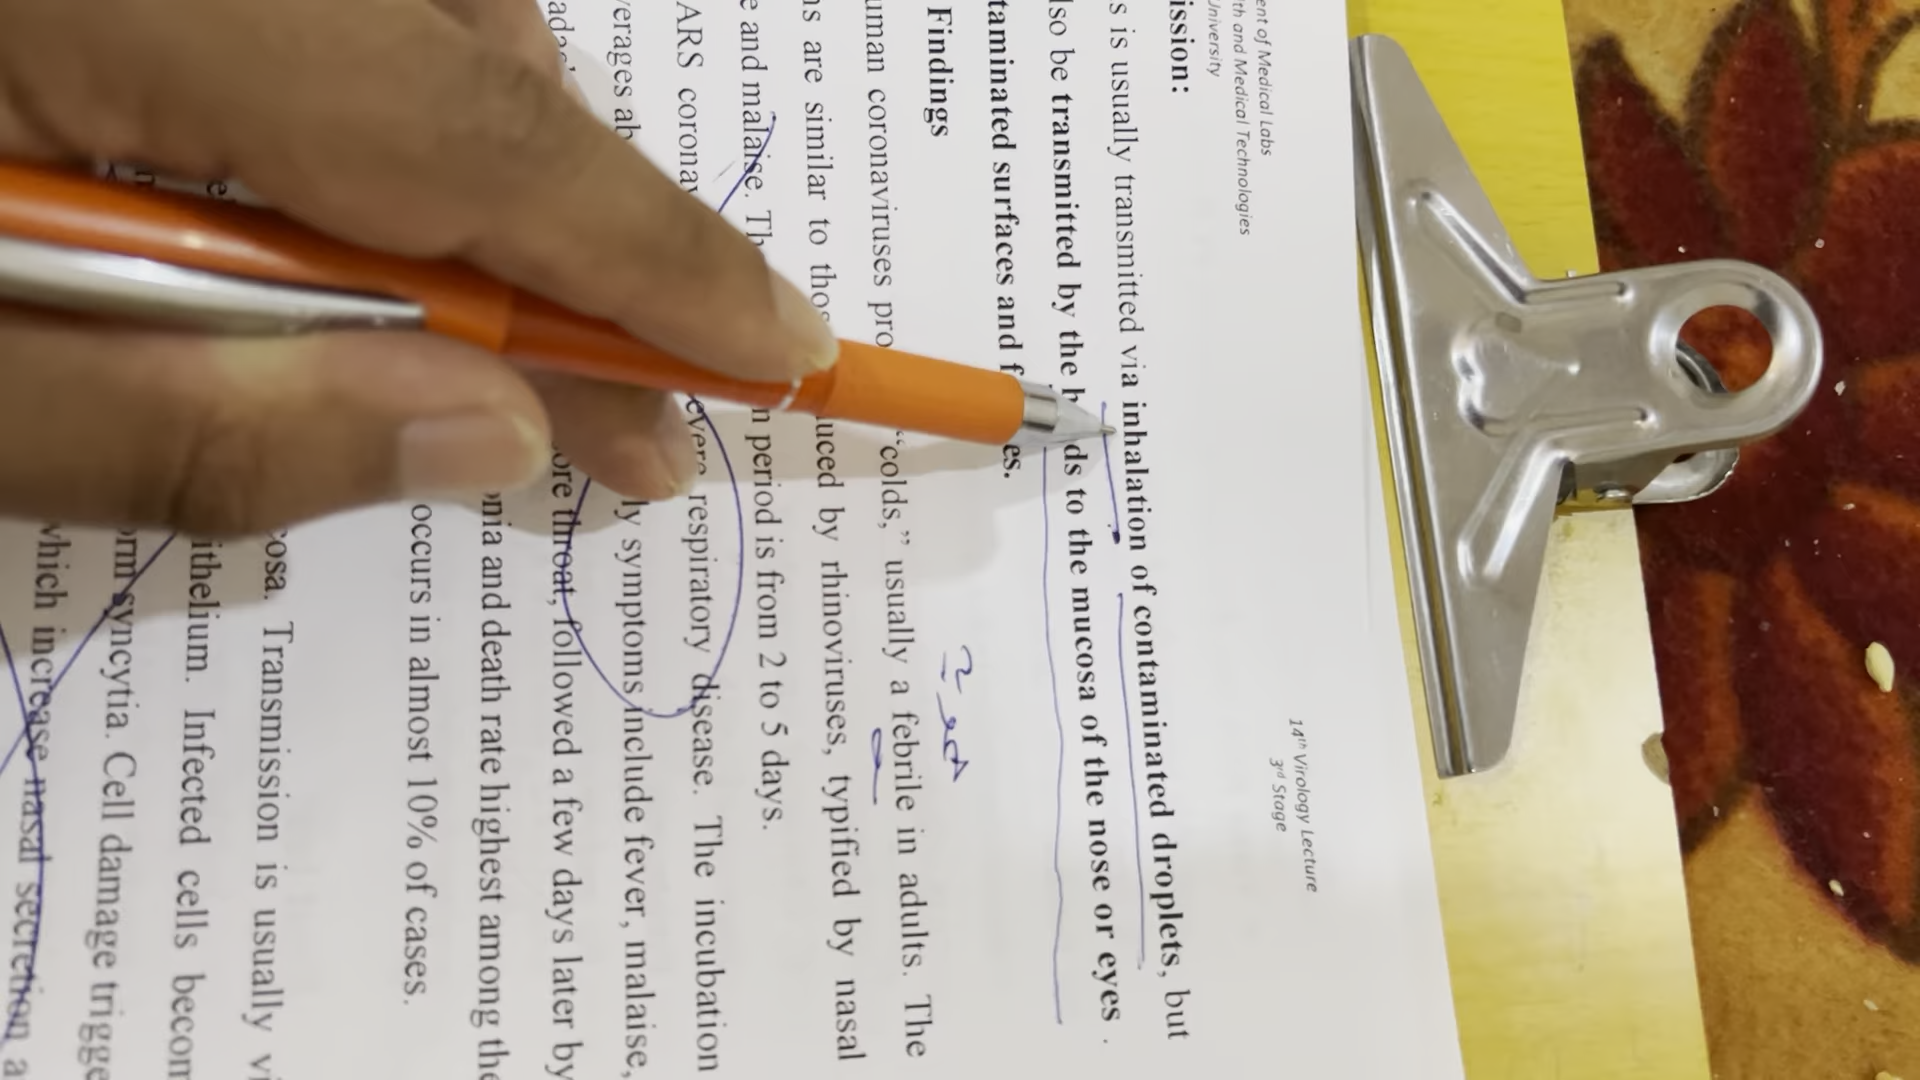 ent of Medical Labs
th and Medical Technologies
University
14th Virology Lecture
3rd Stage
ission:
s is usually transmitted via inhalation of contaminated droplets, but
lso be transmitted by the h ds to the mucosa of the nose or eyes .
taminated surfaces and f es.
Findings
uman coronaviruses pro "colds," usually a febrile in adults. The
ns are similar to thos uced by rhinoviruses, typified by nasal
e and malaise. Th n period is from 2 to 5 days.
ARS corona evere respiratory disease. The incubation
verages ab ly symptoms include fever, malaise,
ore throat, followed a few days later by
nia and death rate highest among the
occurs in almost 10% of cases.
osa. Transmission is usually vi
ithelium. Infected cells becom
orm syncytia. Cell damage trigge
which increase nasal secretion a